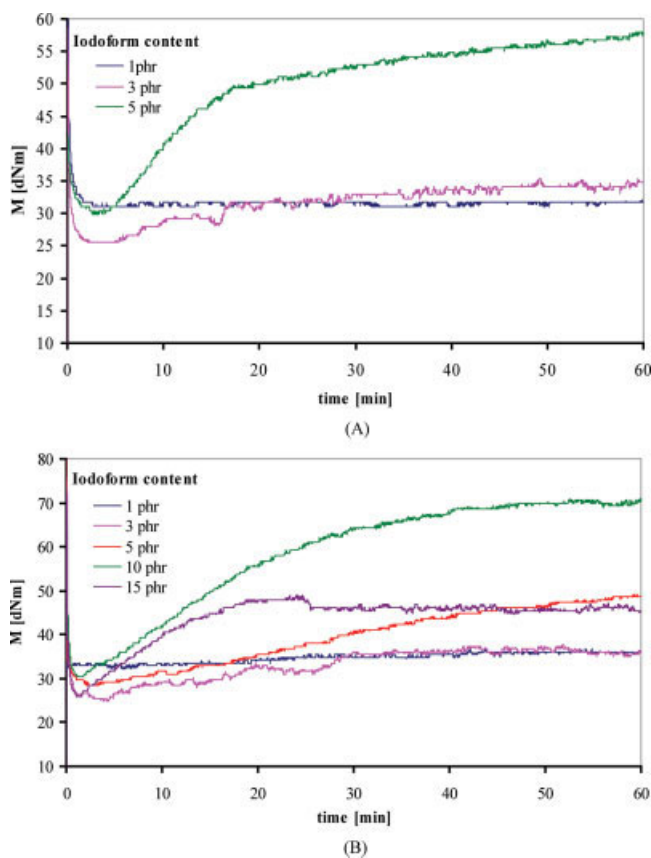 60
55
50
45
40
35
30
25
20
15
10
M [dNm]
Iodoform content
1phr
3 phr
5 phr
0 10 20 30 40 50 60
time [min]
(A)
80
70
60
50
40
30
20
10
M [dNm]
Iodoform content
1 phr
3 phr
5 phr
10 phr
15 phr
0 10 20 30 40 50 60
time [min]
(B)